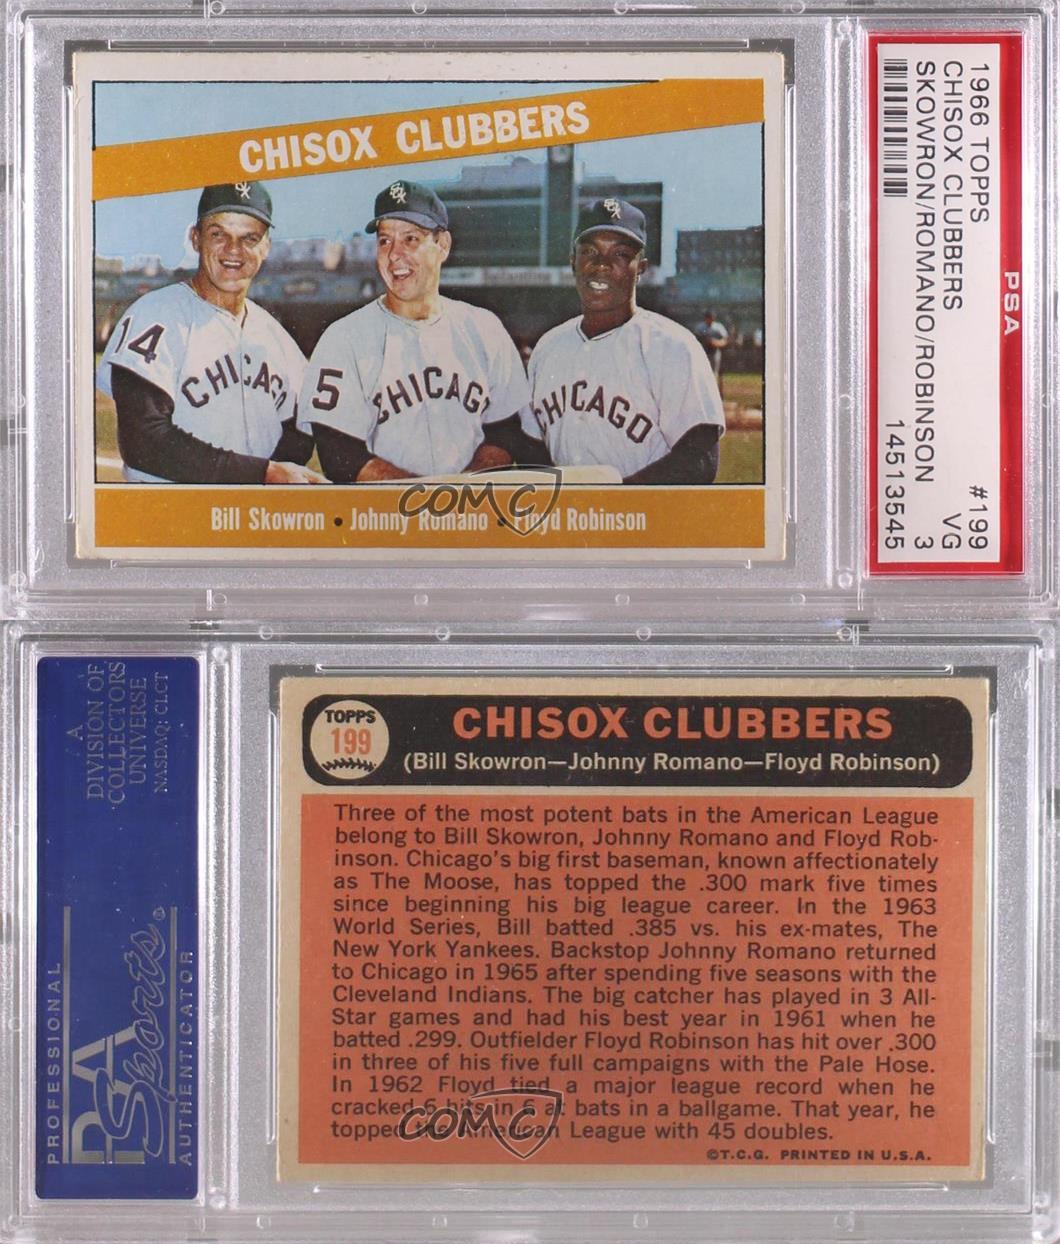 CHISOX CLUBBERS
SOX
SOX
SOX
14
CHICAGO
5
CHICAGO
CHICAGO
Bill Skowron • Johnny Romano • Floyd Robinson
COMC
1966 TOPPS #199
CHISOX CLUBBERS VG
SKOWRON/ROMANO/ROBINSON 3
14513545
PSA
A
DIVISION OF
COLLECTORS
UNIVERSE
NASDAQ: CLCT
PROFESSIONAL
PSA
Sports
AUTHENTICATOR
TOPPS
199
CHISOX CLUBBERS
(Bill Skowron—Johnny Romano—Floyd Robinson)
Three of the most potent bats in the American League
belong to Bill Skowron, Johnny Romano and Floyd Rob-
inson. Chicago's big first baseman, known affectionately
as The Moose, has topped the .300 mark five times
since beginning his big league career. In the 1963
World Series, Bill batted .385 vs. his ex-mates, The
New York Yankees. Backstop Johnny Romano returned
to Chicago in 1965 after spending five seasons with the
Cleveland Indians. The big catcher has played in 3 All-
Star games and had his best year in 1961 when he
batted .299. Outfielder Floyd Robinson has hit over .300
in three of his five full campaigns with the Pale Hose.
In 1962 Floyd tied a major league record when he
cracked 6 hits in 6 at bats in a ballgame. That year, he
topped the American League with 45 doubles.
COMC
©T.C.G. PRINTED IN U.S.A.